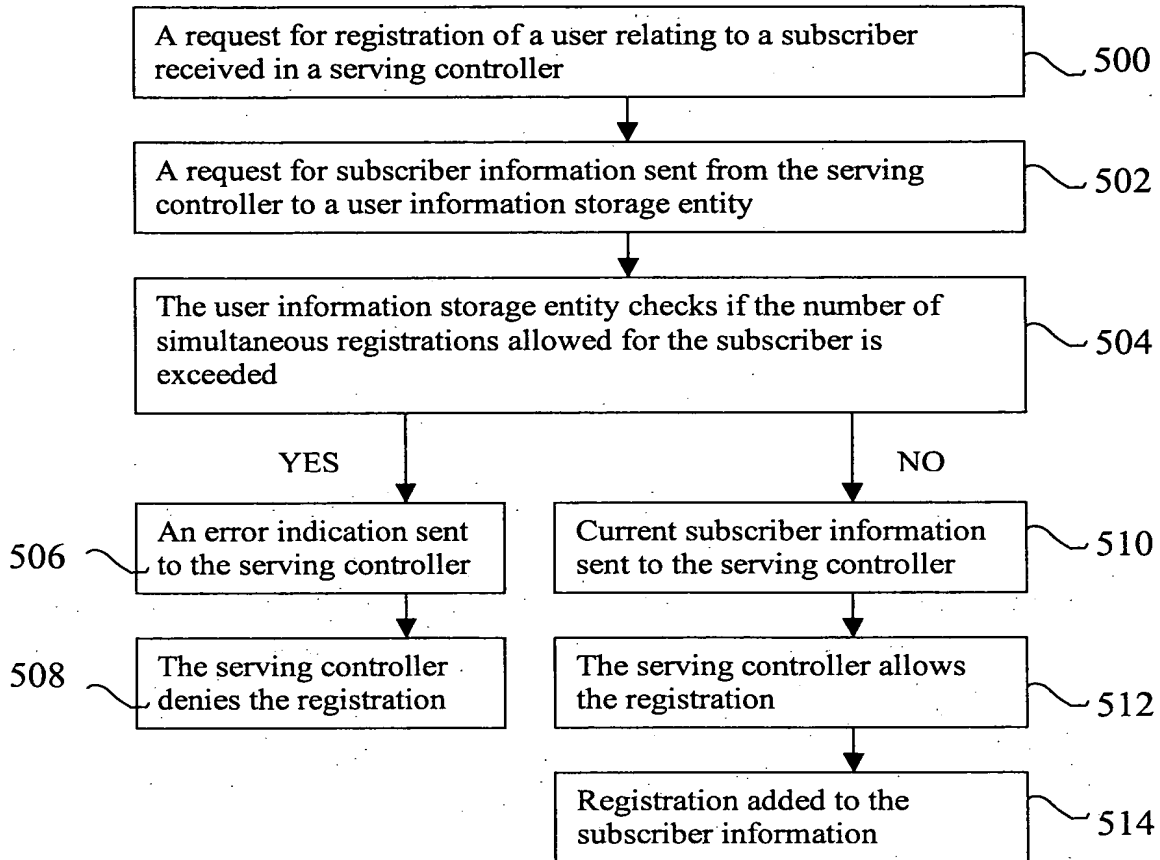 A request for registration of a user relating to a subscriber
received in a serving controller
500
A request for subscriber information sent from the serving
controller to a user information storage entity
502
The user information storage entity checks if the number of
simultaneous registrations allowed for the subscriber is
exceeded
504
YES
NO
506
An error indication sent
to the serving controller
Current subscriber information
sent to the serving controller
510
508
The serving controller
denies the registration
The serving controller allows
the registration
512
Registration added to the
subscriber information
514